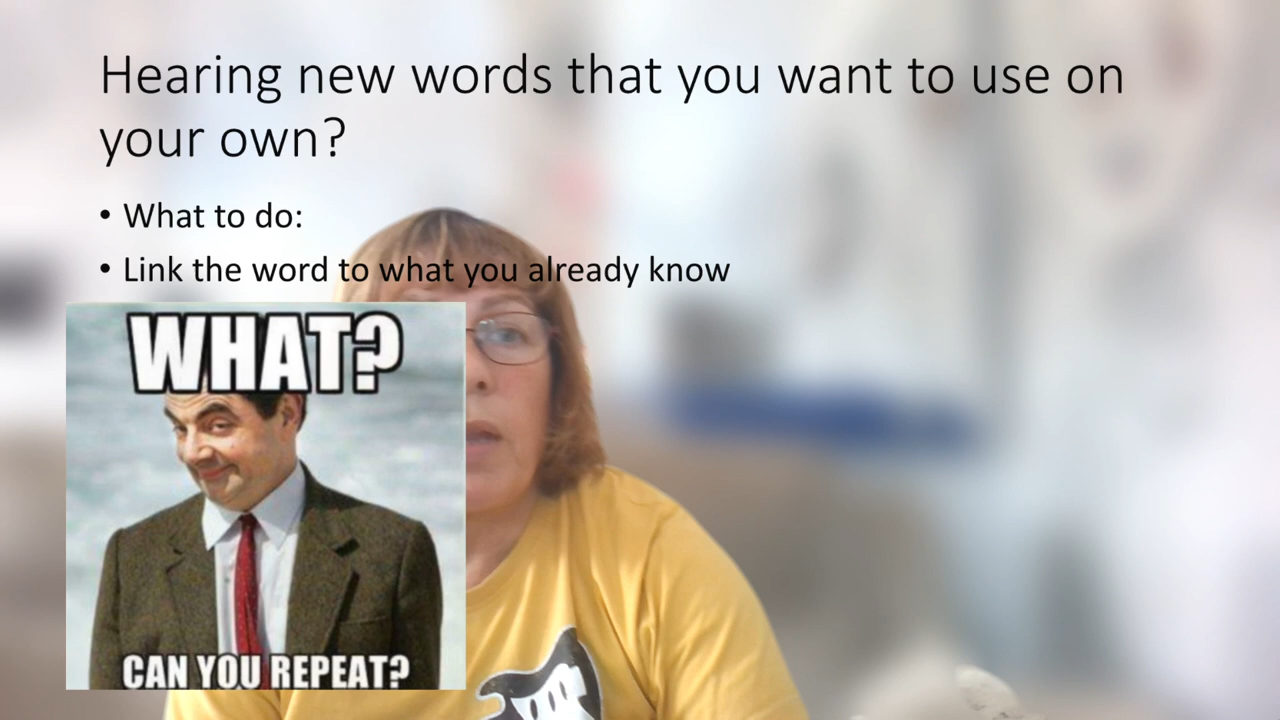 Hearing new words that you want to use on
your own?
• What to do:
• Link the word to what you already know
WHAT?
CAN YOU REPEAT?